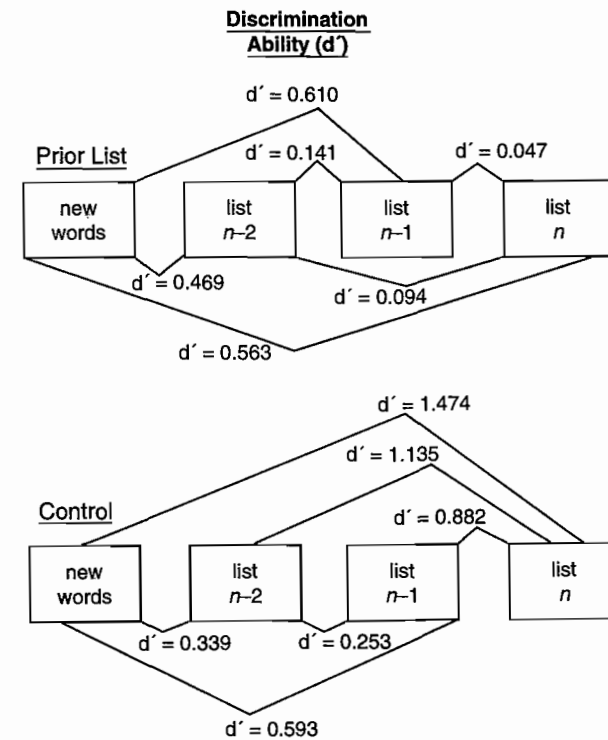 Discrimination
Ability (d´)
d´ = 0.610
Prior List
d´ = 0.141
d´ = 0.047
new
words
list
n–2
list
n–1
list
n
d´ = 0.469
d´ = 0.094
d´ = 0.563
d´ = 1.474
d´ = 1.135
Control
d´ = 0.882
new
words
list
n–2
list
n–1
list
n
d´ = 0.339
d´ = 0.253
d´ = 0.593